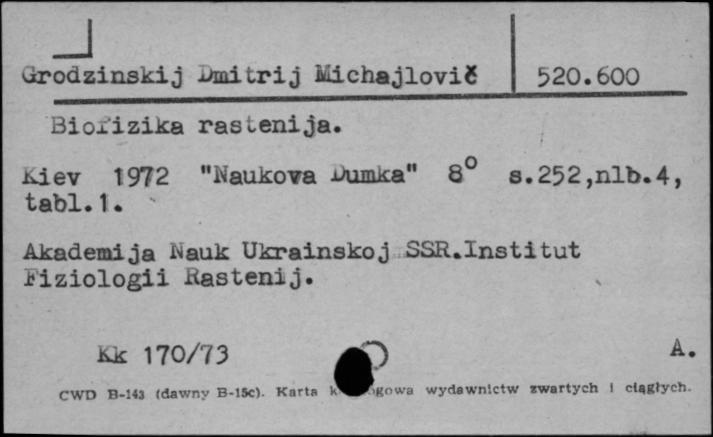 Grodzinskij Dmitrij Michajlovič 520.600
Biofizika rastenija.
Kiev 1972 "Naukova Dumka" 8° s.252,nlb.4,
tabl.1.
Akademija Nauk Ukrainskoj SSR.Institut
Fiziologii Rastenij.
Kk 170/73 A.
CWD B-143 (dawny B-15c). Karta wydawnictw zwartych i ciągłych.